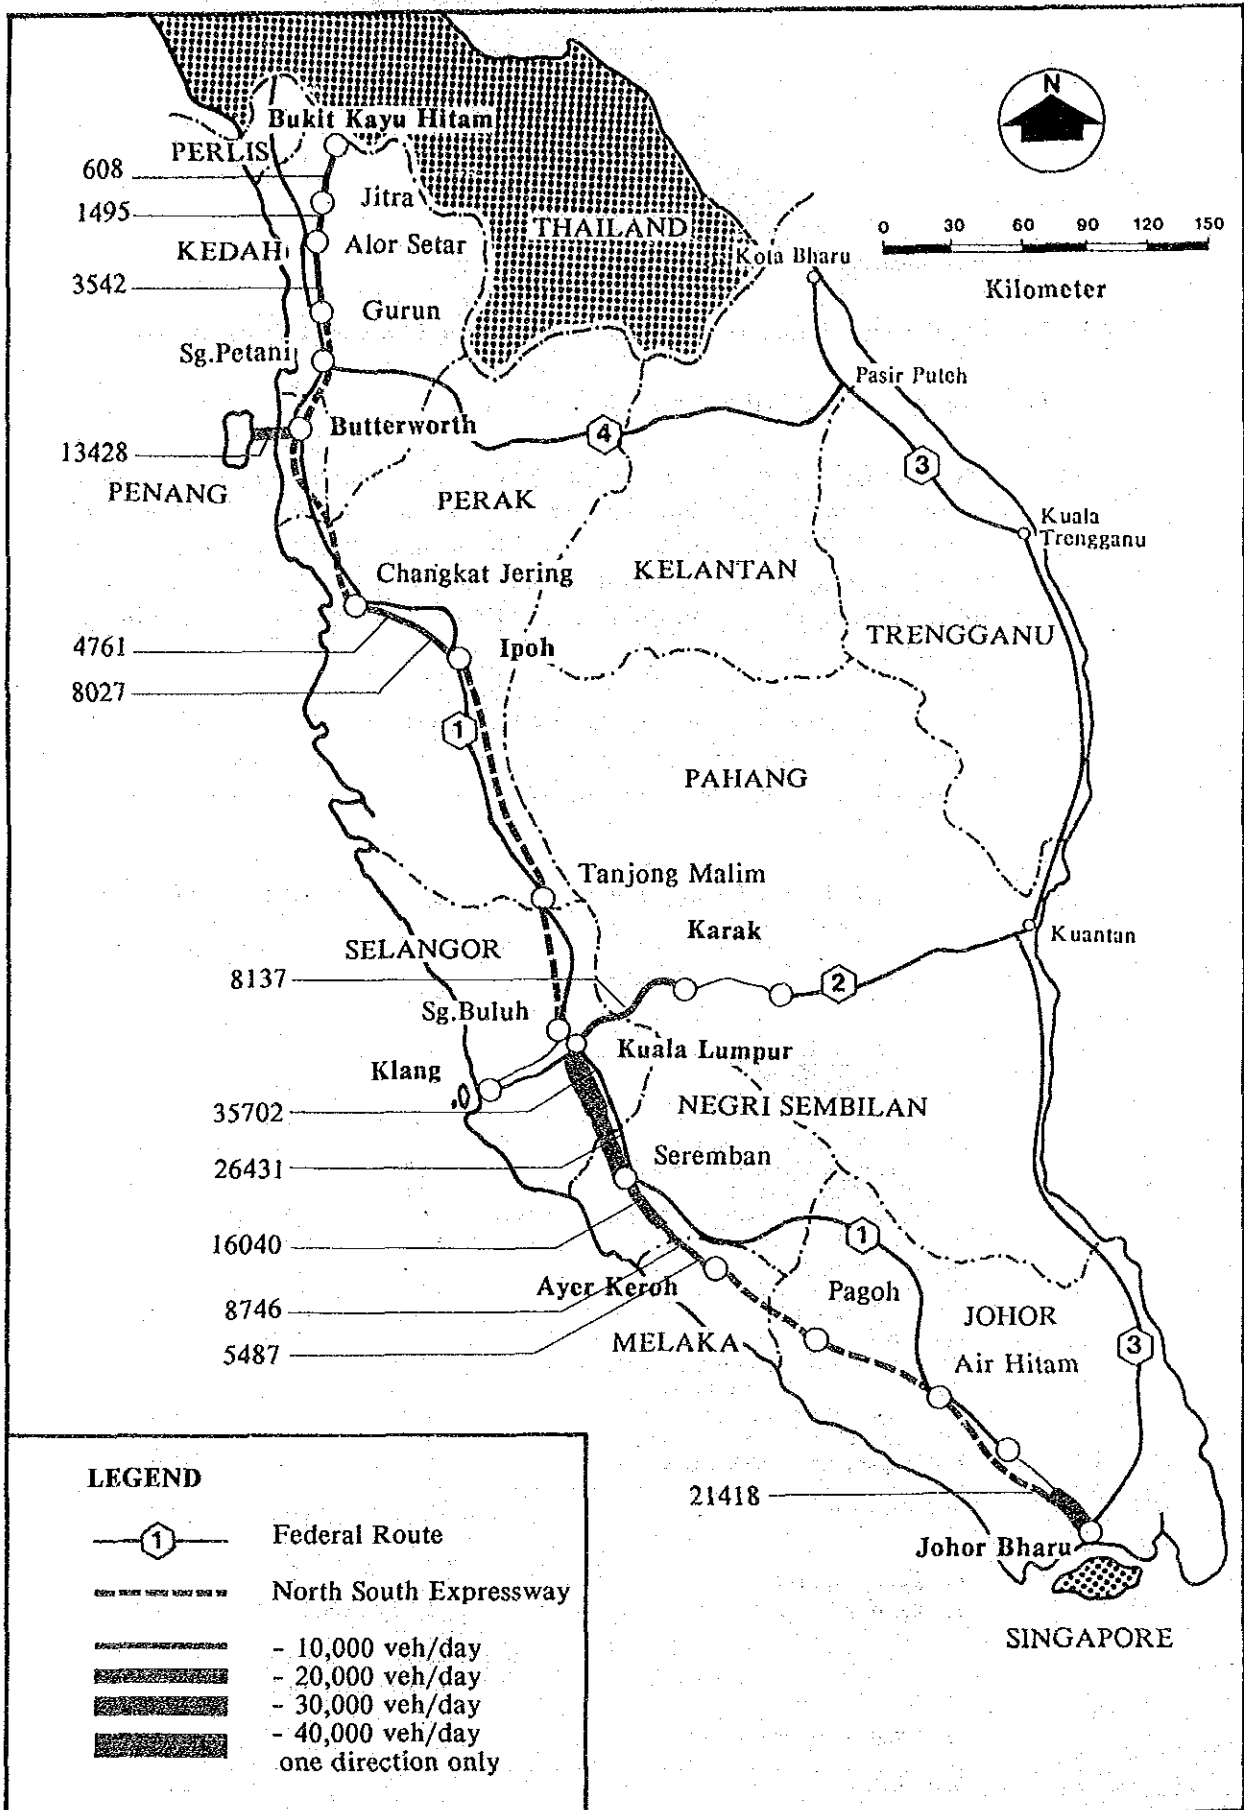 N
Bukit Kayu Hitam
PERLIS
608
Jitra
1495
THAILAND
0 30 60 90 120 150
KEDAH
Alor Setar
Kota Bharu
3542
Kilometer
Gurun
Sg.Petani
Pasir Puteh
Butterworth
4
13428
3
PENANG
PERAK
Kuala
Trengganu
Changkat Jering
KELANTAN
TRENGGANU
4761
Ipoh
8027
1
PAHANG
Tanjong Malim
Karak
SELANGOR
Kuantan
8137
2
Sg.Buluh
Kuala Lumpur
Klang
35702
NEGRI SEMBILAN
26431
Seremban
16040
1
Ayer Keroh
Pagoh
8746
JOHOR
5487
MELAKA
3
Air Hitam
21418
Johor Bharu
SINGAPORE
LEGEND
1 Federal Route
North South Expressway
- 10,000 veh/day
- 20,000 veh/day
- 30,000 veh/day
- 40,000 veh/day
one direction only